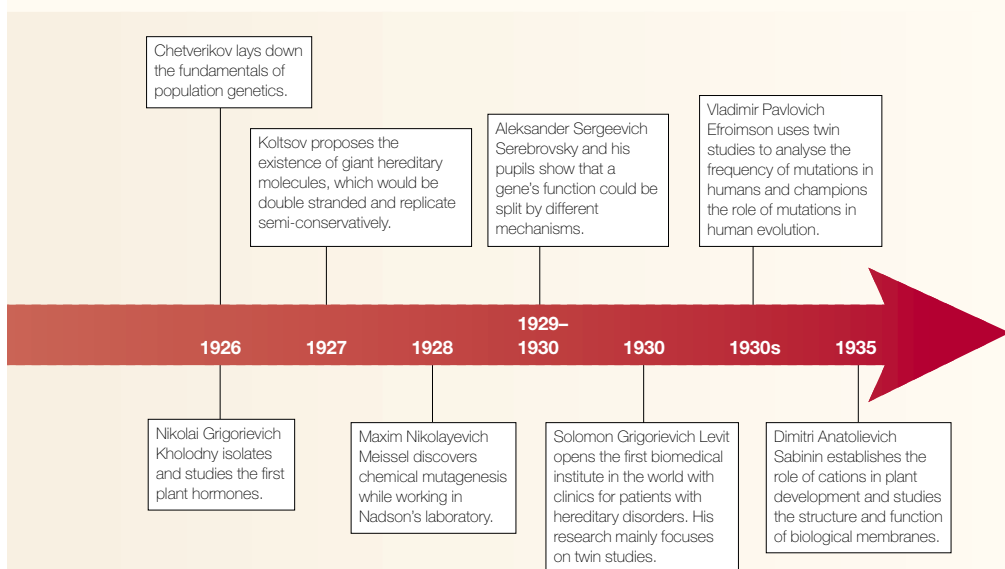 Chetverikov lays down
the fundamentals of
population genetics.
Koltsov proposes the
existence of giant hereditary
molecules, which would be
double stranded and replicate
semi-conservatively.
Aleksander Sergeevich
Serebrovsky and his
pupils show that a
gene's function could be
split by different
mechanisms.
Vladimir Pavlovich
Efroimson uses twin
studies to analyse the
frequency of mutations in
humans and champions
the role of mutations in
human evolution.
1926
1927
1928
1929–
1930
1930
1930s
1935
Nikolai Grigorievich
Kholodny isolates
and studies the first
plant hormones.
Maxim Nikolayevich
Meissel discovers
chemical mutagenesis
while working in
Nadson's laboratory.
Solomon Grigorievich Levit
opens the first biomedical
institute in the world with
clinics for patients with
hereditary disorders. His
research mainly focuses
on twin studies.
Dimitri Anatolievich
Sabinin establishes the
role of cations in plant
development and studies
the structure and function
of biological membranes.